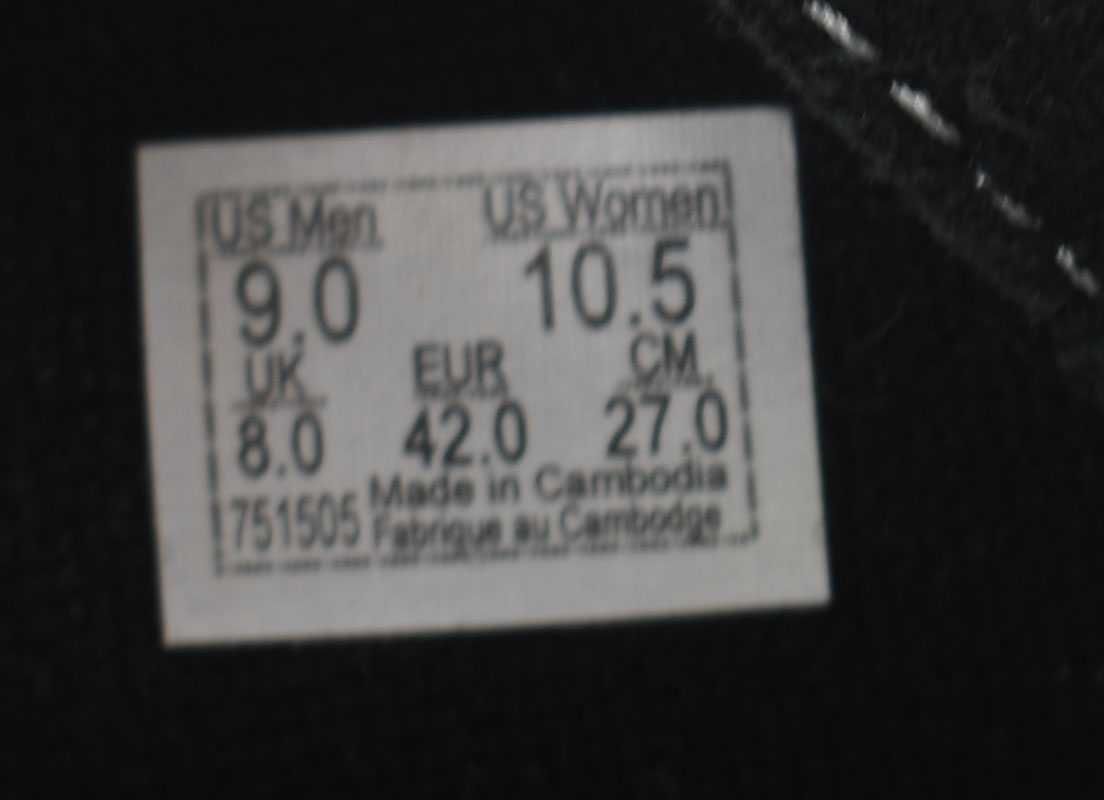 US Men US Women
9.0 10.5
UK EUR CM
8.0 42.0 27.0
751505 Made in Cambodia
Fabrique au Cambodge